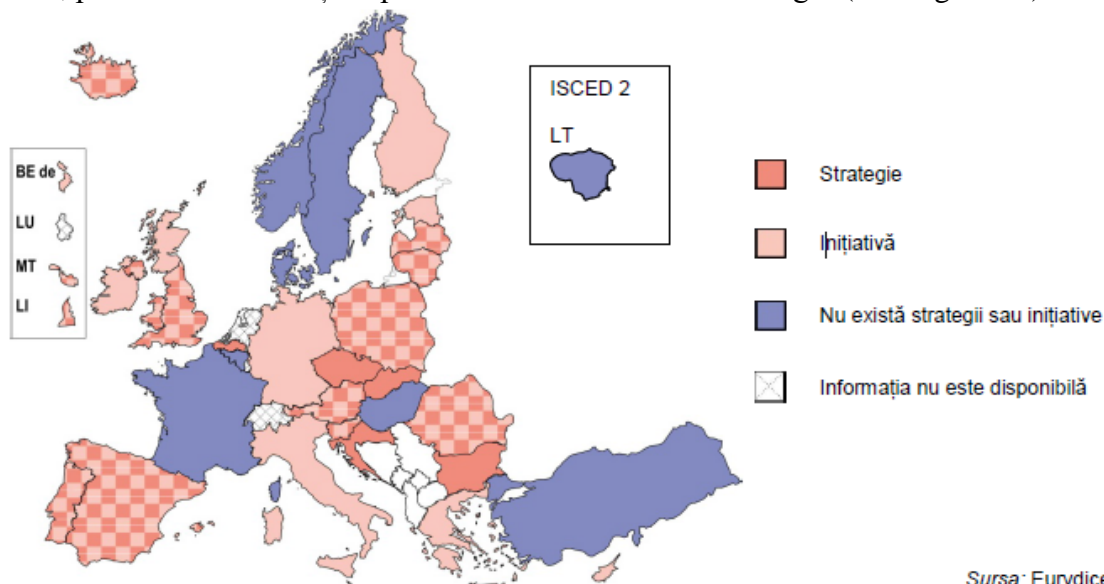 ISCED 2
LT
BE de
LU
MT
LI
Strategie
Inițiativă
Nu există strategii sau inițiative
Informația nu este disponibilă
Sursa: Eurydice